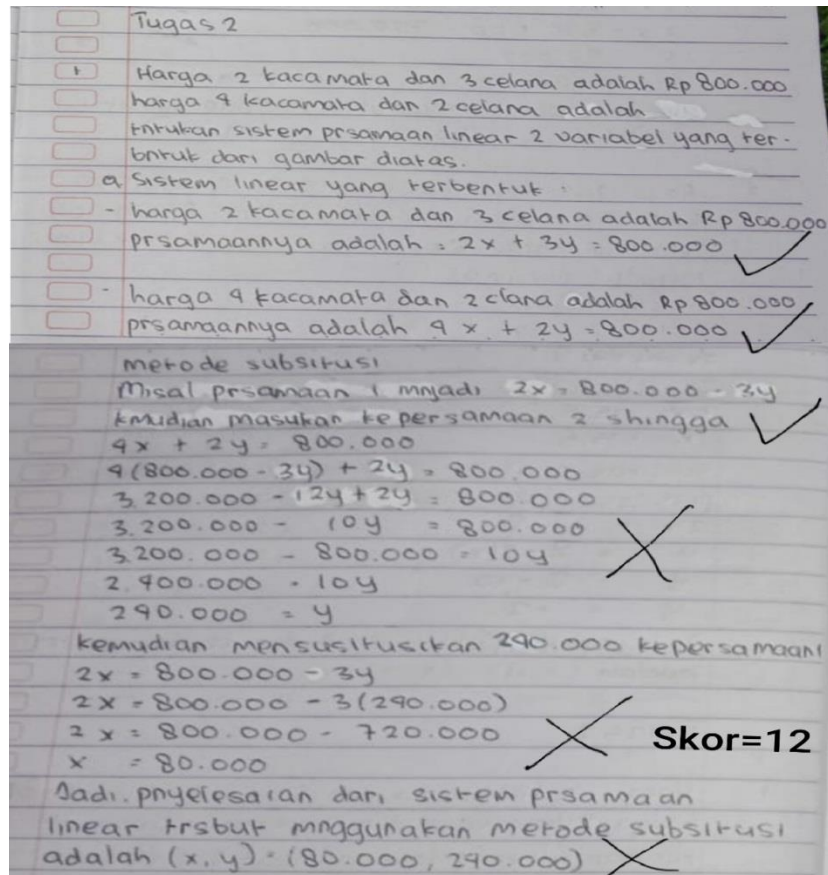 Tugas 2
1 Harga 2 kacamata dan 3 celana adalah Rp 800.000
harga 4 kacamata dan 2 celana adalah
tntukan sistem prsamaan linear 2 variabel yang ter-
bntuk dari gambar diatas.
a sistem linear yang terbentuk :
- harga 2 kacamata dan 3 celana adalah Rp 800.000
prsamaannya adalah : 2x + 3y = 800.000
- harga 4 kacamata dan 2 clana adalah Rp 800.000
prsamaannya adalah 4x + 2y = 800.000
metode subsitusi
Misal prsamaan 1 mnjadi 2x = 800.000 - 3y
kmudian masukan kepersamaan 2 shingga
4x + 2y = 800.000
4(800.000 - 3y) + 2y = 800.000
3.200.000 - 12y + 2y = 800.000
3.200.000 - 10y = 800.000
3.200.000 - 800.000 = 10y
2.400.000 = 10y
240.000 = y
kemudian mensusitusikan 240.000 kepersamaan 1
2x = 800.000 - 3y
2x = 800.000 - 3(240.000)
2x = 800.000 - 720.000
Skor=12
x = 80.000
Jadi. pnyelesaian dari sistem prsamaan
linear trsbut mnggunakan metode subsitusi
adalah (x, y) = (80.000, 240.000)